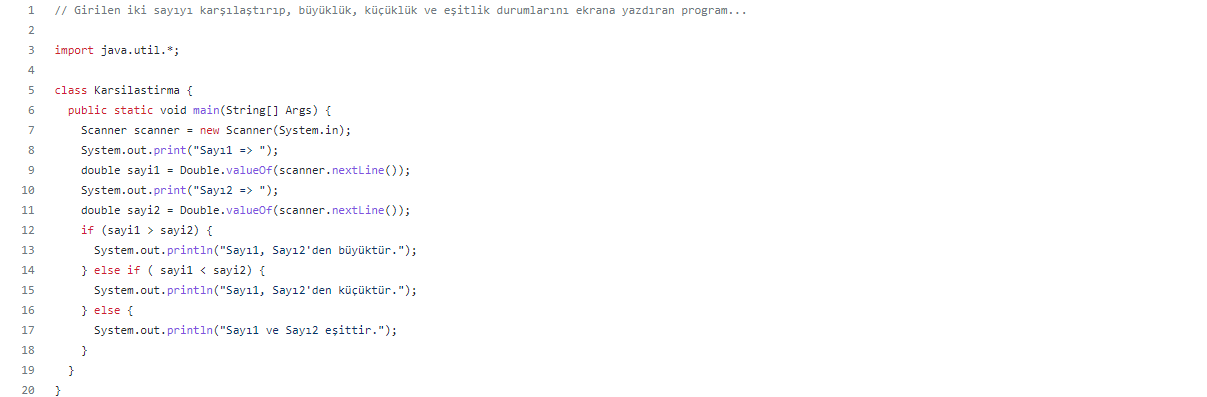 1 // Girilen iki sayıyı karşılaştırıp, büyüklük, küçüklük ve eşitlik durumlarını ekrana yazdıran program...
2
3 import java.util.*;
4
5 class Karsilastirma {
6 public static void main(String[] Args) {
7 Scanner scanner = new Scanner(System.in);
8 System.out.print("Sayı1 => ");
9 double sayi1 = Double.valueOf(scanner.nextLine());
10 System.out.print("Sayı2 => ");
11 double sayi2 = Double.valueOf(scanner.nextLine());
12 if (sayi1 > sayi2) {
13 System.out.println("Sayı1, Sayı2'den büyüktür.");
14 } else if ( sayi1 < sayi2) {
15 System.out.println("Sayı1, Sayı2'den küçüktür.");
16 } else {
17 System.out.println("Sayı1 ve Sayı2 eşittir.");
18 }
19 }
20 }